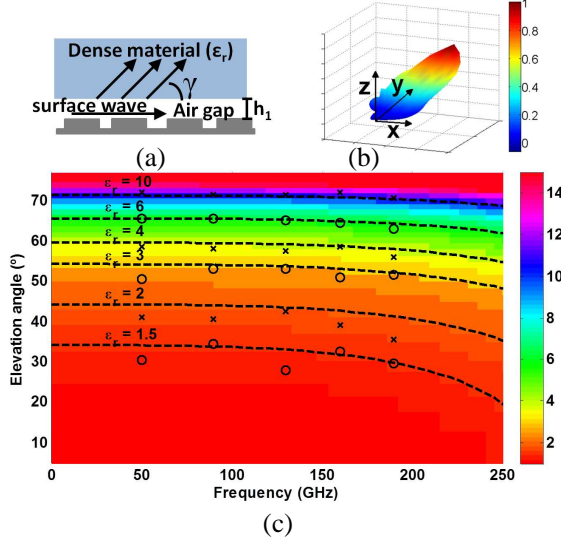 Dense material (εr)
γ
surface wave
Air gap
h1
(a)
z
y
x
1
0.8
0.6
0.4
0.2
0
(b)
Elevation angle (°)
70
60
50
40
30
20
10
εr = 10
εr = 6
εr = 4
εr = 3
εr = 2
εr = 1.5
0
50
100
150
200
250
Frequency (GHz)
14
12
10
8
6
4
2
(c)